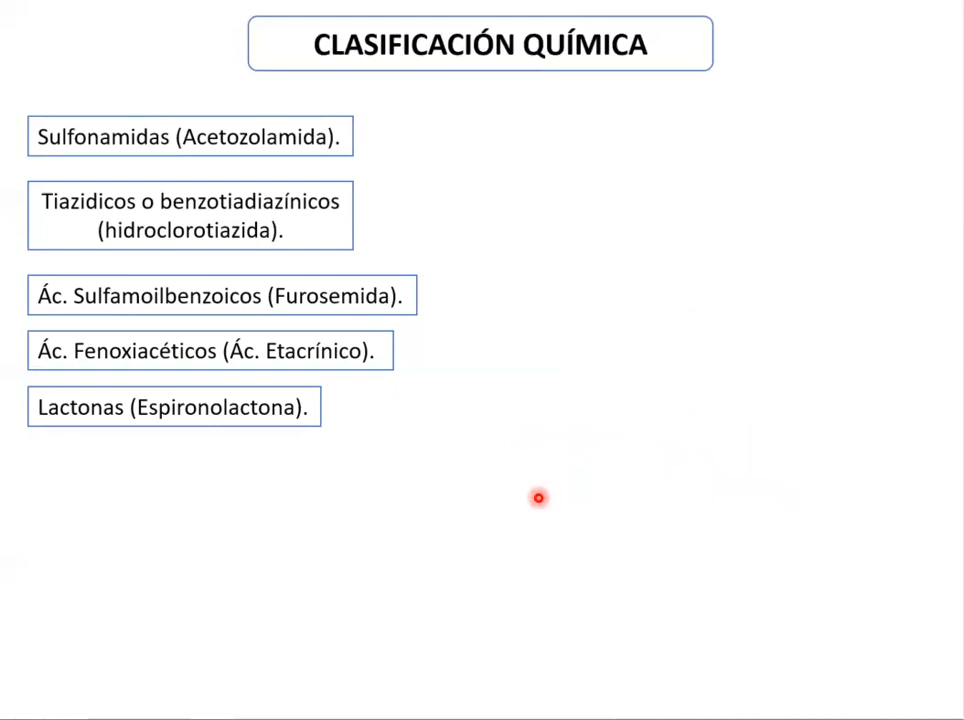 CLASIFICACIÓN QUÍMICA
Sulfonamidas (Acetozolamida).
Tiazidicos o benzotiadiazínicos
(hidroclorotiazida).
Ác. Sulfamoilbenzoicos (Furosemida).
Ác. Fenoxiacéticos (Ác. Etacrínico).
Lactonas (Espironolactona).